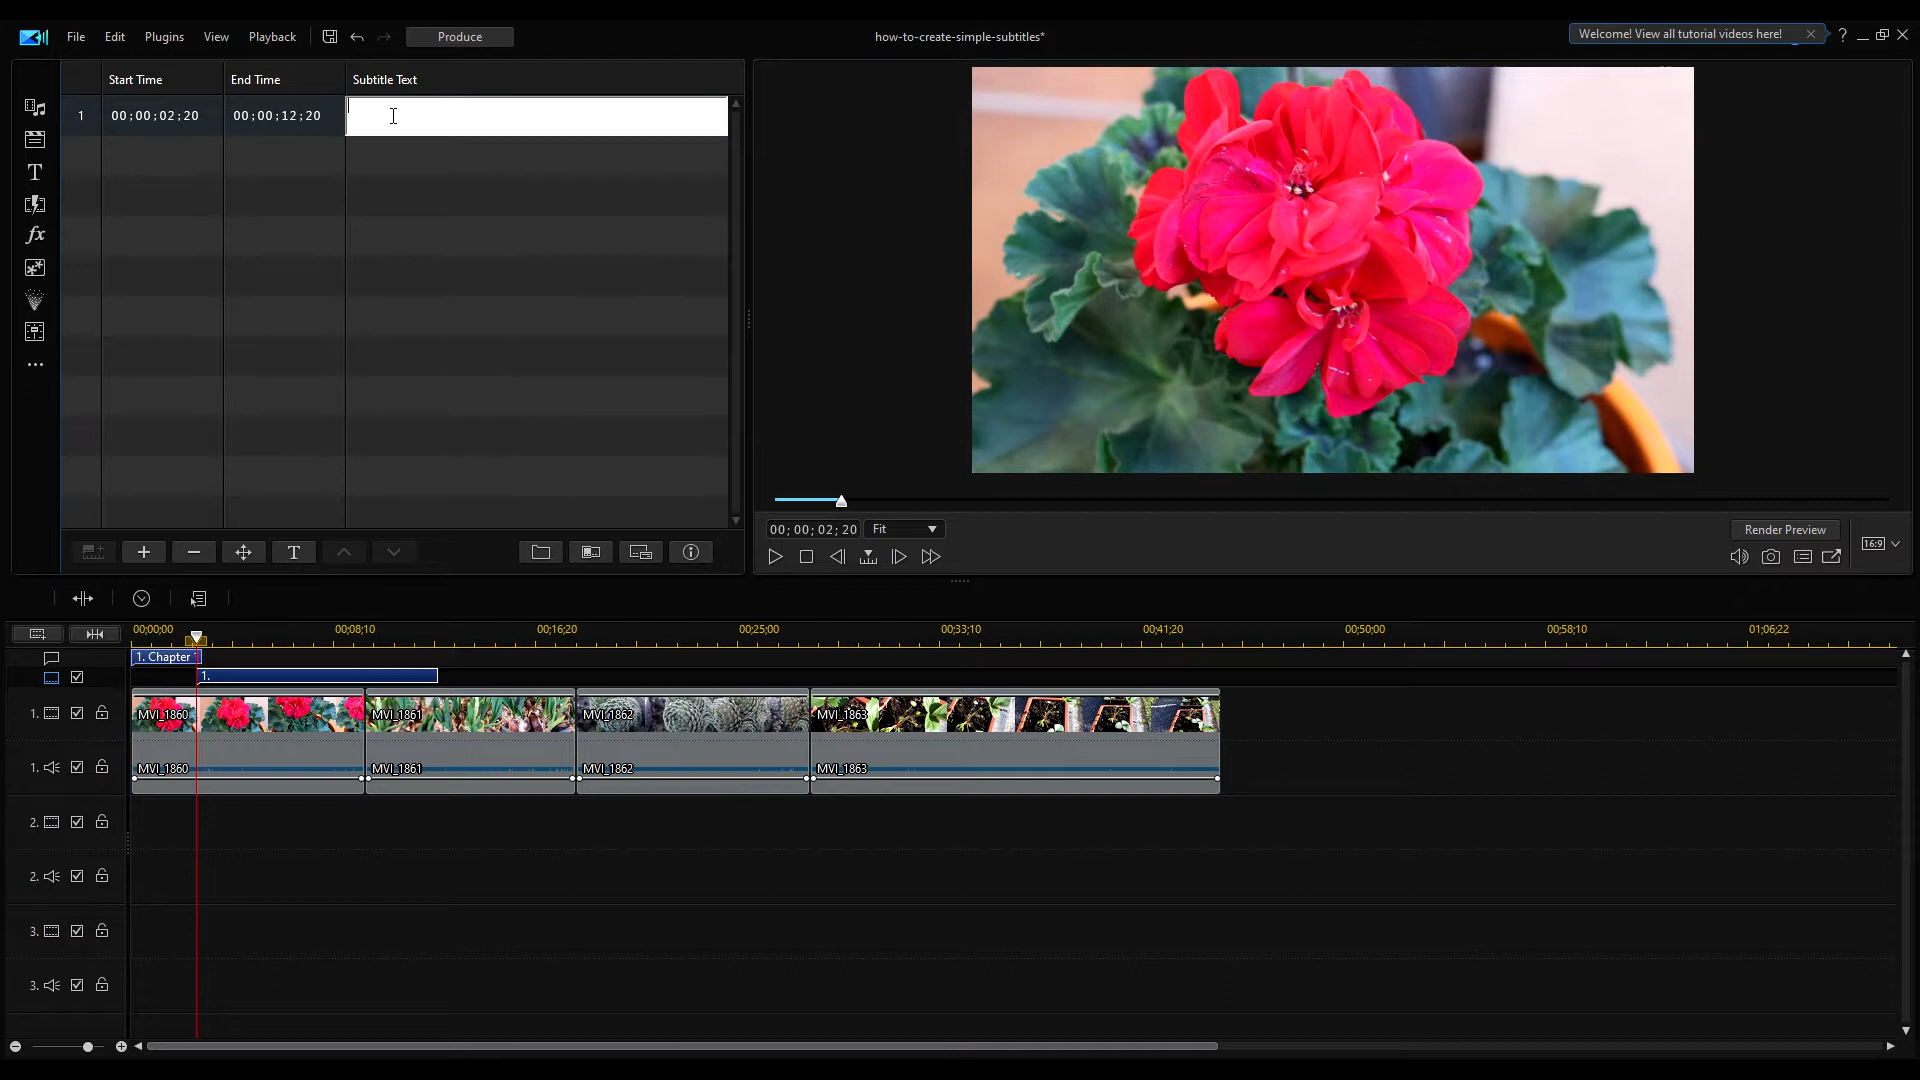 File Edit Plugins View Playback Produce how-to-create-simple-subtitles* Welcome! View all tutorial videos here! ?
Start Time End Time Subtitle Text
1 00;00;02;20 00;00;12;20
T
fx
T
00; 00; 02; 20 Fit Render Preview
16:9
00;00;00 00;08;10 00;16;20 00;25;00 00;33;10 00;41;20 00;50;00 00;58;10 01;06;22
1. Chapter
1.
1. MVI_1860 MVI_1861 MVI_1862 MVI_1863
1. MVI_1860 MVI_1861 MVI_1862 MVI_1863
2.
2.
3.
3.